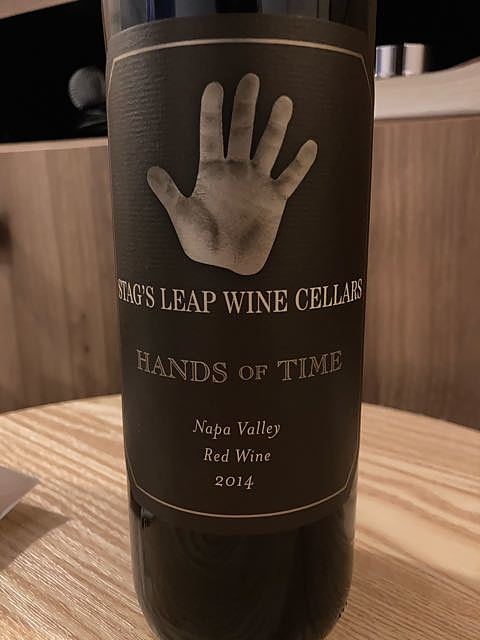 STAG'S LEAP WINE CELLARS
HANDS OF TIME
Napa Valley
Red Wine
2014